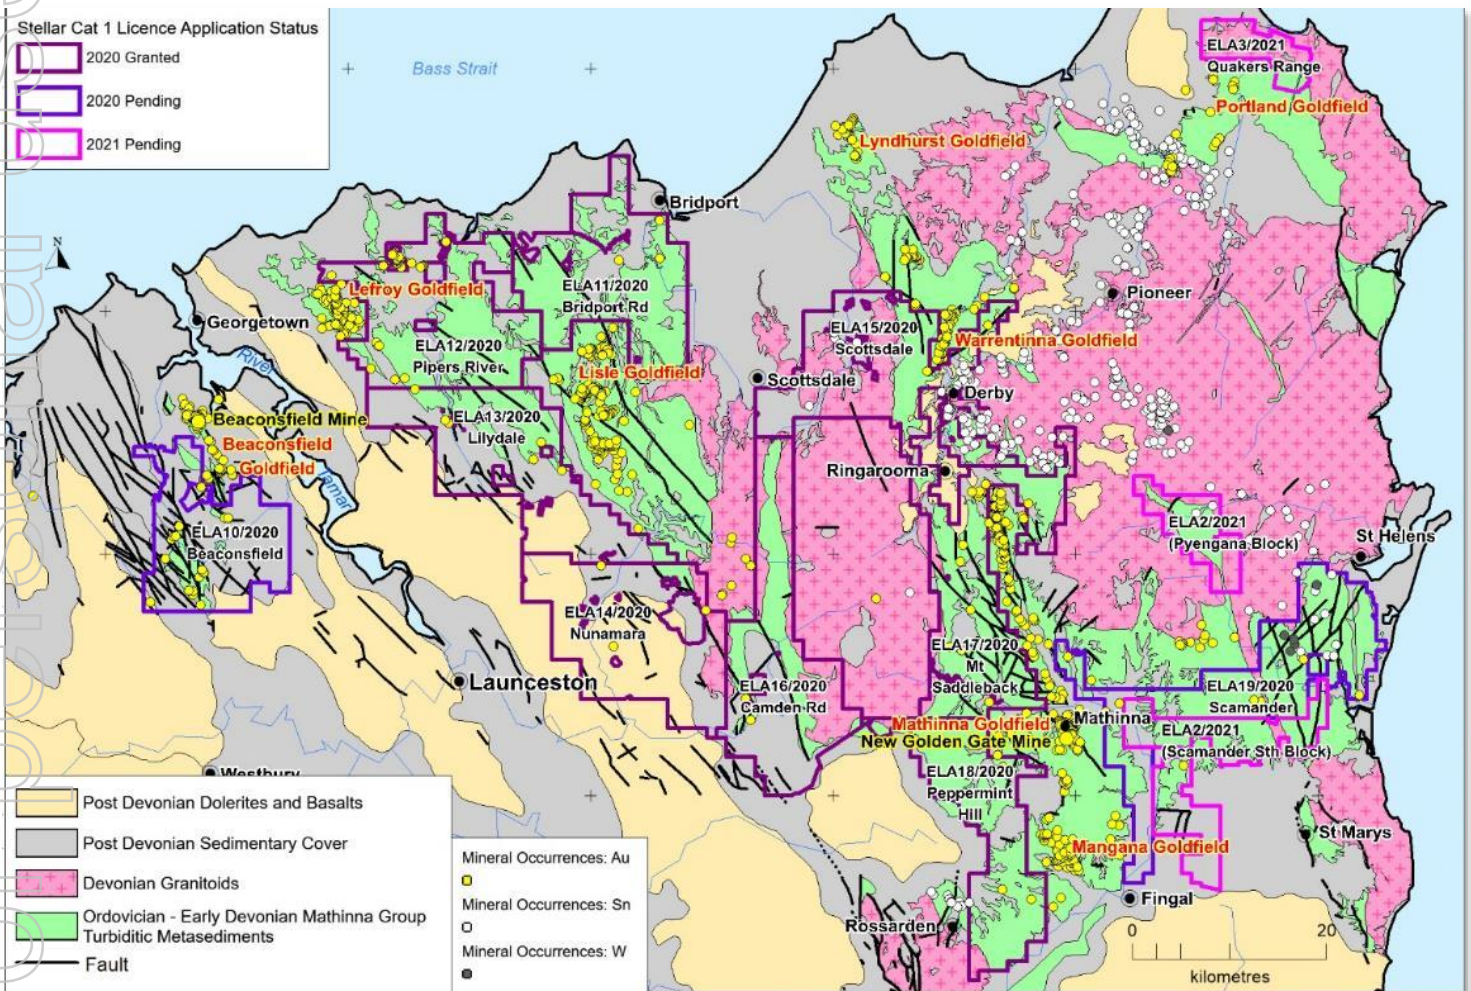 Stellar Cat 1 Licence Application Status
2020 Granted
2020 Pending
2021 Pending
Bass Strait
ELA3/2021
Quakers Range
Portland Goldfield
Lyndhurst Goldfield
Bridport
N
Lefroy Goldfield
ELA11/2020
Bridport Rd
Pioneer
Georgetown
River
ELA12/2020
Pipers River
ELA15/2020
Scottsdale
Warrentinna Goldfield
Lisle Goldfield
Scottsdale
Derby
Beaconsfield Mine
Beaconsfield
Goldfield
ELA13/2020
Lilydale
Ringarooma
Tamar
ELA10/2020
Beaconsfield
ELA2/2021
(Pyengana Block)
St Helens
ELA14/2020
Nunamara
ELA17/2020
Mt
Saddleback
Launceston
ELA16/2020
Camden Rd
ELA19/2020
Scamander
Mathinna Goldfield
Mathinna
New Golden Gate Mine
ELA2/2021
(Scamander Sth Block)
ELA18/2020
Peppermint
Hill
Westbury
St Marys
Mangana Goldfield
Fingal
Rossarden
Post Devonian Dolerites and Basalts
Post Devonian Sedimentary Cover
Devonian Granitoids
Ordovician - Early Devonian Mathinna Group
Turbiditic Metasediments
Fault
Mineral Occurrences: Au
Mineral Occurrences: Sn
Mineral Occurrences: W
0 20
kilometres